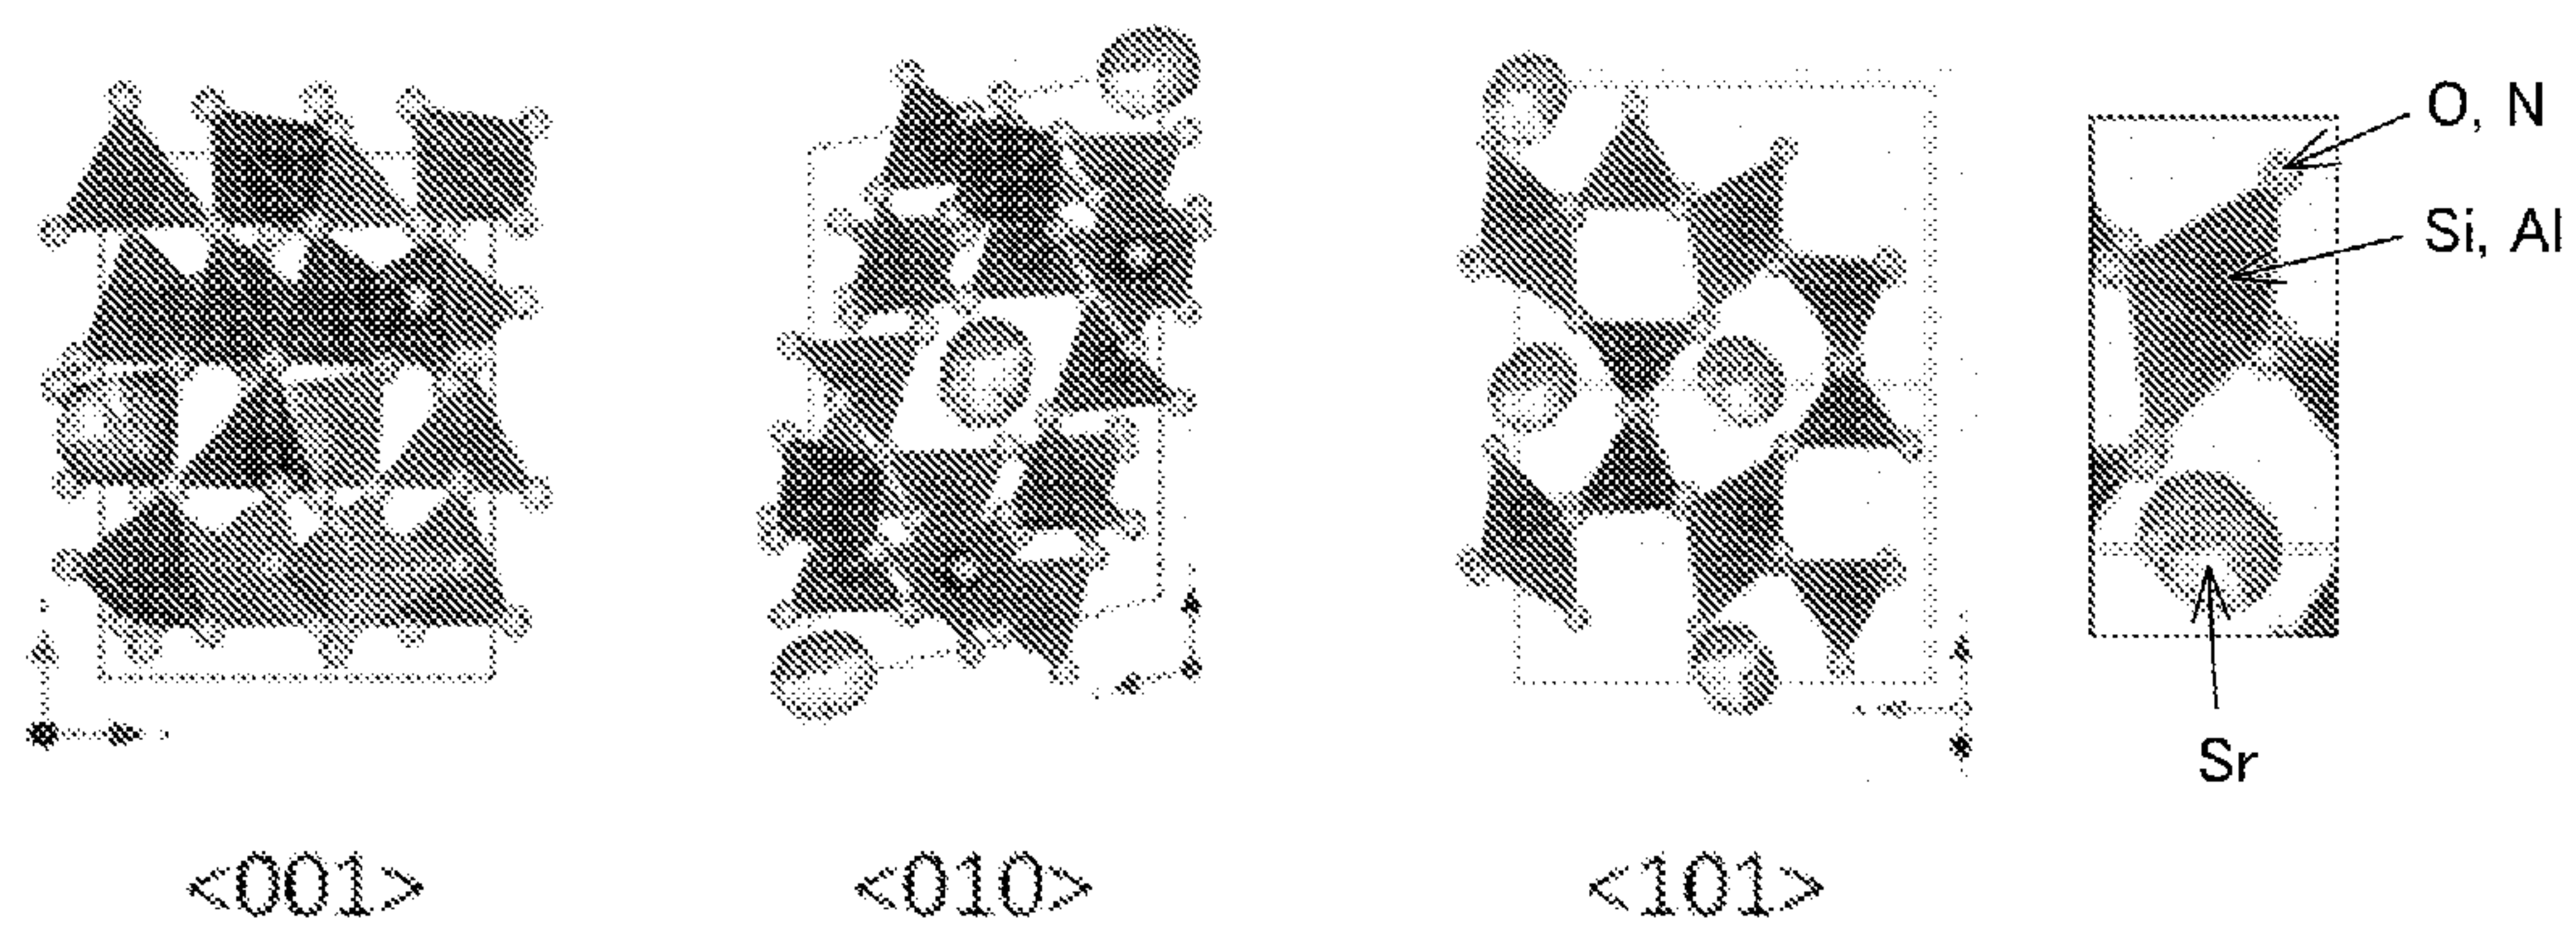 O, N
Si, Al
Sr
<001>
<010>
<101>